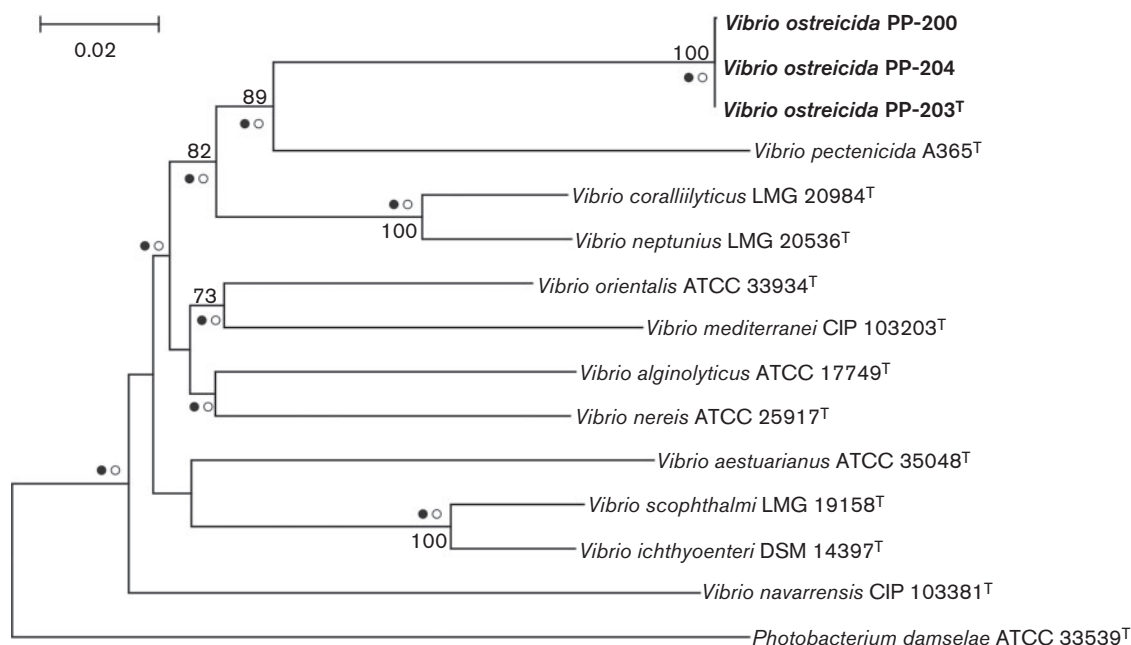 0.02
Vibrio ostreicida PP-200
100
Vibrio ostreicida PP-204
89
Vibrio ostreicida PP-203ᵀ
82
Vibrio pectenicida A365ᵀ
Vibrio coralliilyticus LMG 20984ᵀ
100
Vibrio neptunius LMG 20536ᵀ
Vibrio orientalis ATCC 33934ᵀ
73
Vibrio mediterranei CIP 103203ᵀ
Vibrio alginolyticus ATCC 17749ᵀ
Vibrio nereis ATCC 25917ᵀ
Vibrio aestuarianus ATCC 35048ᵀ
Vibrio scophthalmi LMG 19158ᵀ
100
Vibrio ichthyoenteri DSM 14397ᵀ
Vibrio navarrensis CIP 103381ᵀ
Photobacterium damselae ATCC 33539ᵀ